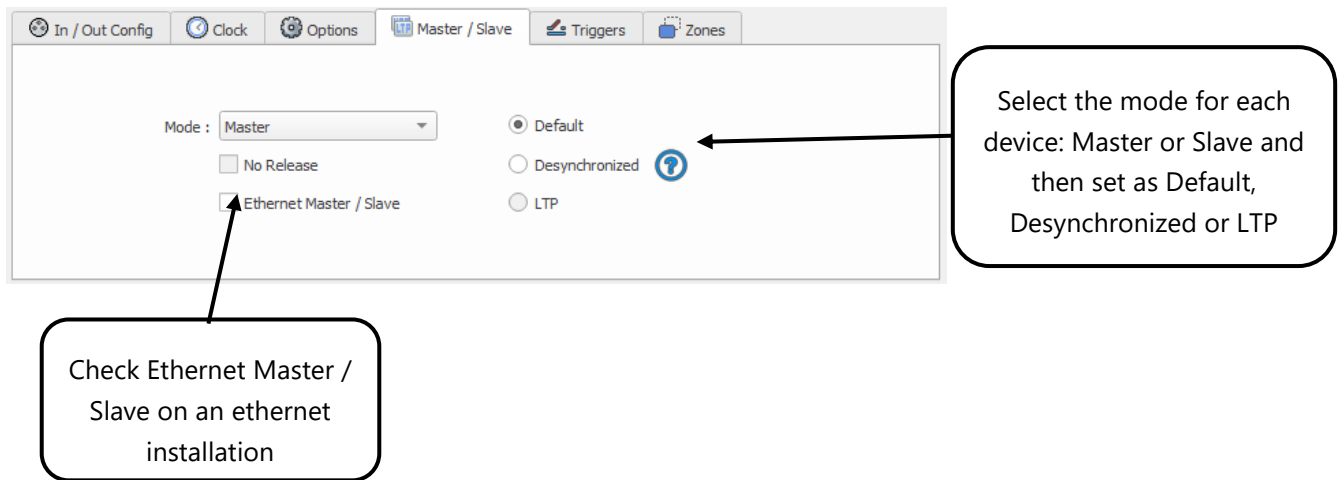 In / Out Config Clock Options LTP Master / Slave Triggers Zones
Mode : Master Default
No Release Desynchronized ?
Ethernet Master / Slave LTP
Select the mode for each
device: Master or Slave and
then set as Default,
Desynchronized or LTP
Check Ethernet Master /
Slave on an ethernet
installation